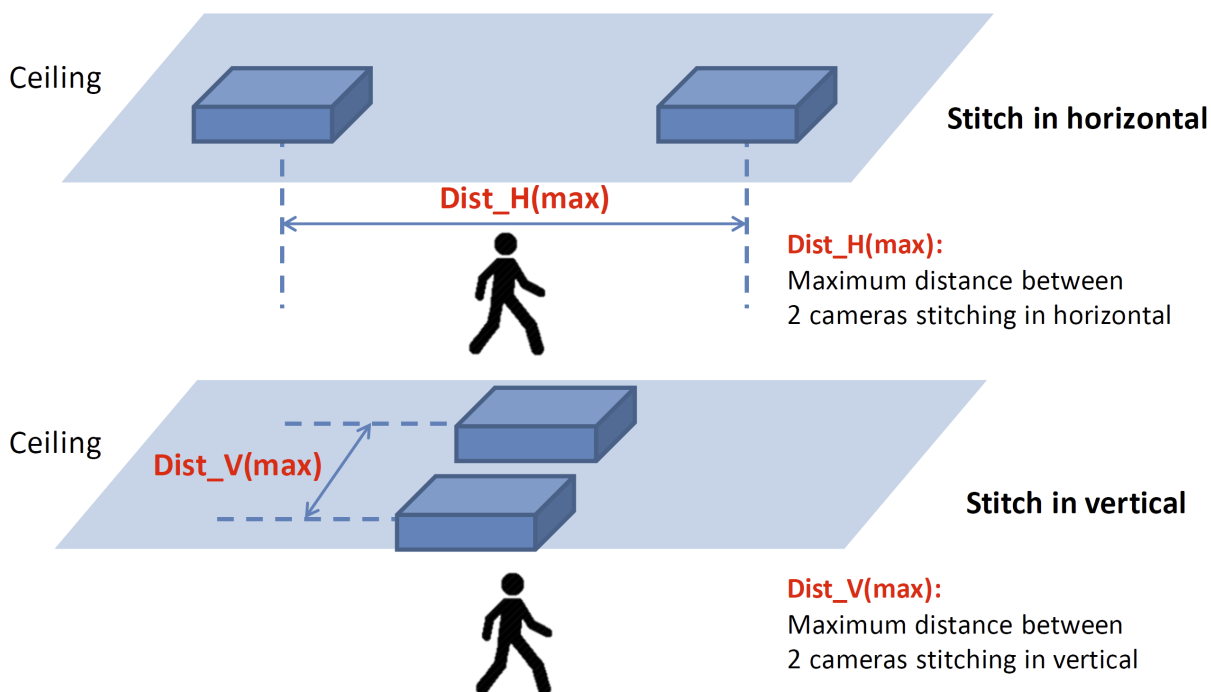 Ceiling
Stitch in horizontal
Dist_H(max)
Dist_H(max):
Maximum distance between
2 cameras stitching in horizontal
Ceiling
Dist_V(max)
Stitch in vertical
Dist_V(max):
Maximum distance between
2 cameras stitching in vertical